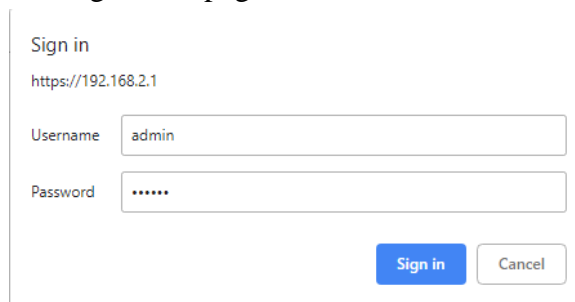 Sign in
https://192.168.2.1
Username admin
Password ••••••
Sign in Cancel